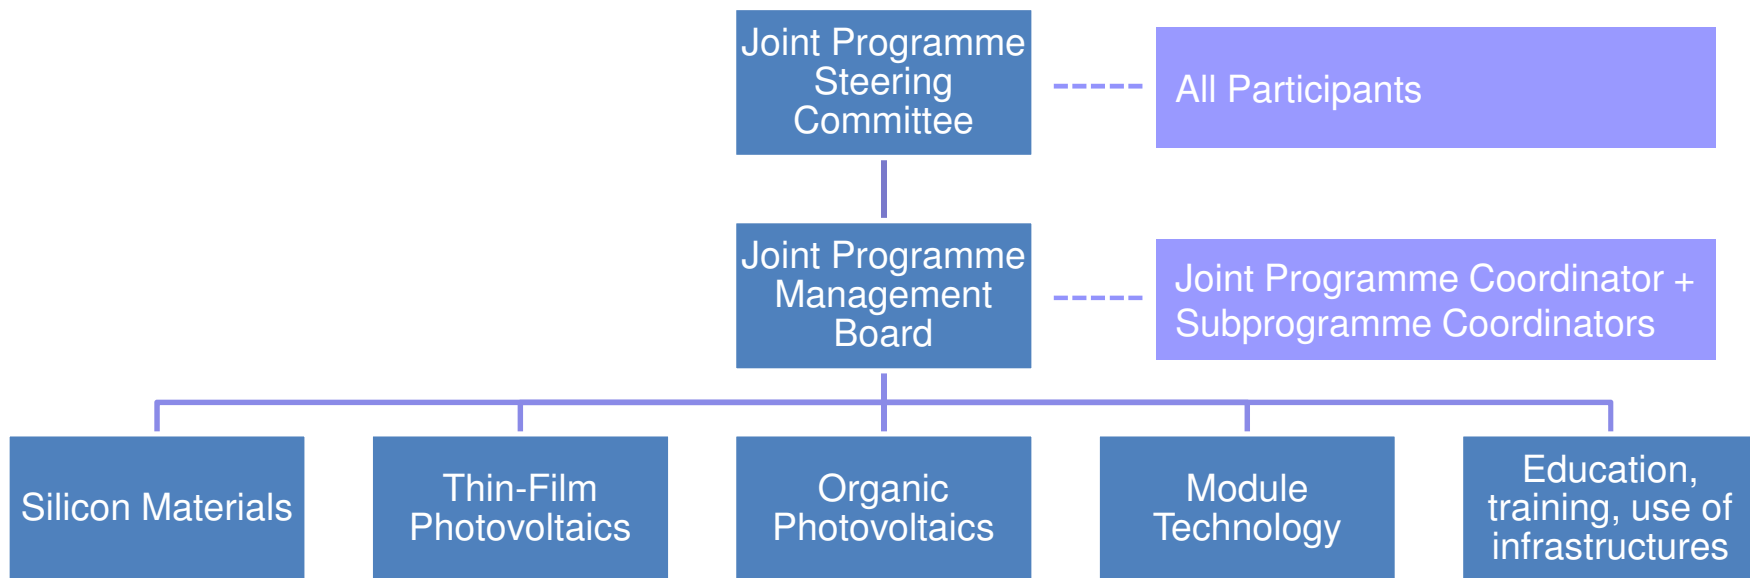 Joint Programme
Steering
Committee
All Participants
Joint Programme
Management
Board
Joint Programme Coordinator +
Subprogramme Coordinators
Silicon Materials
Thin-Film
Photovoltaics
Organic
Photovoltaics
Module
Technology
Education,
training, use of
infrastructures